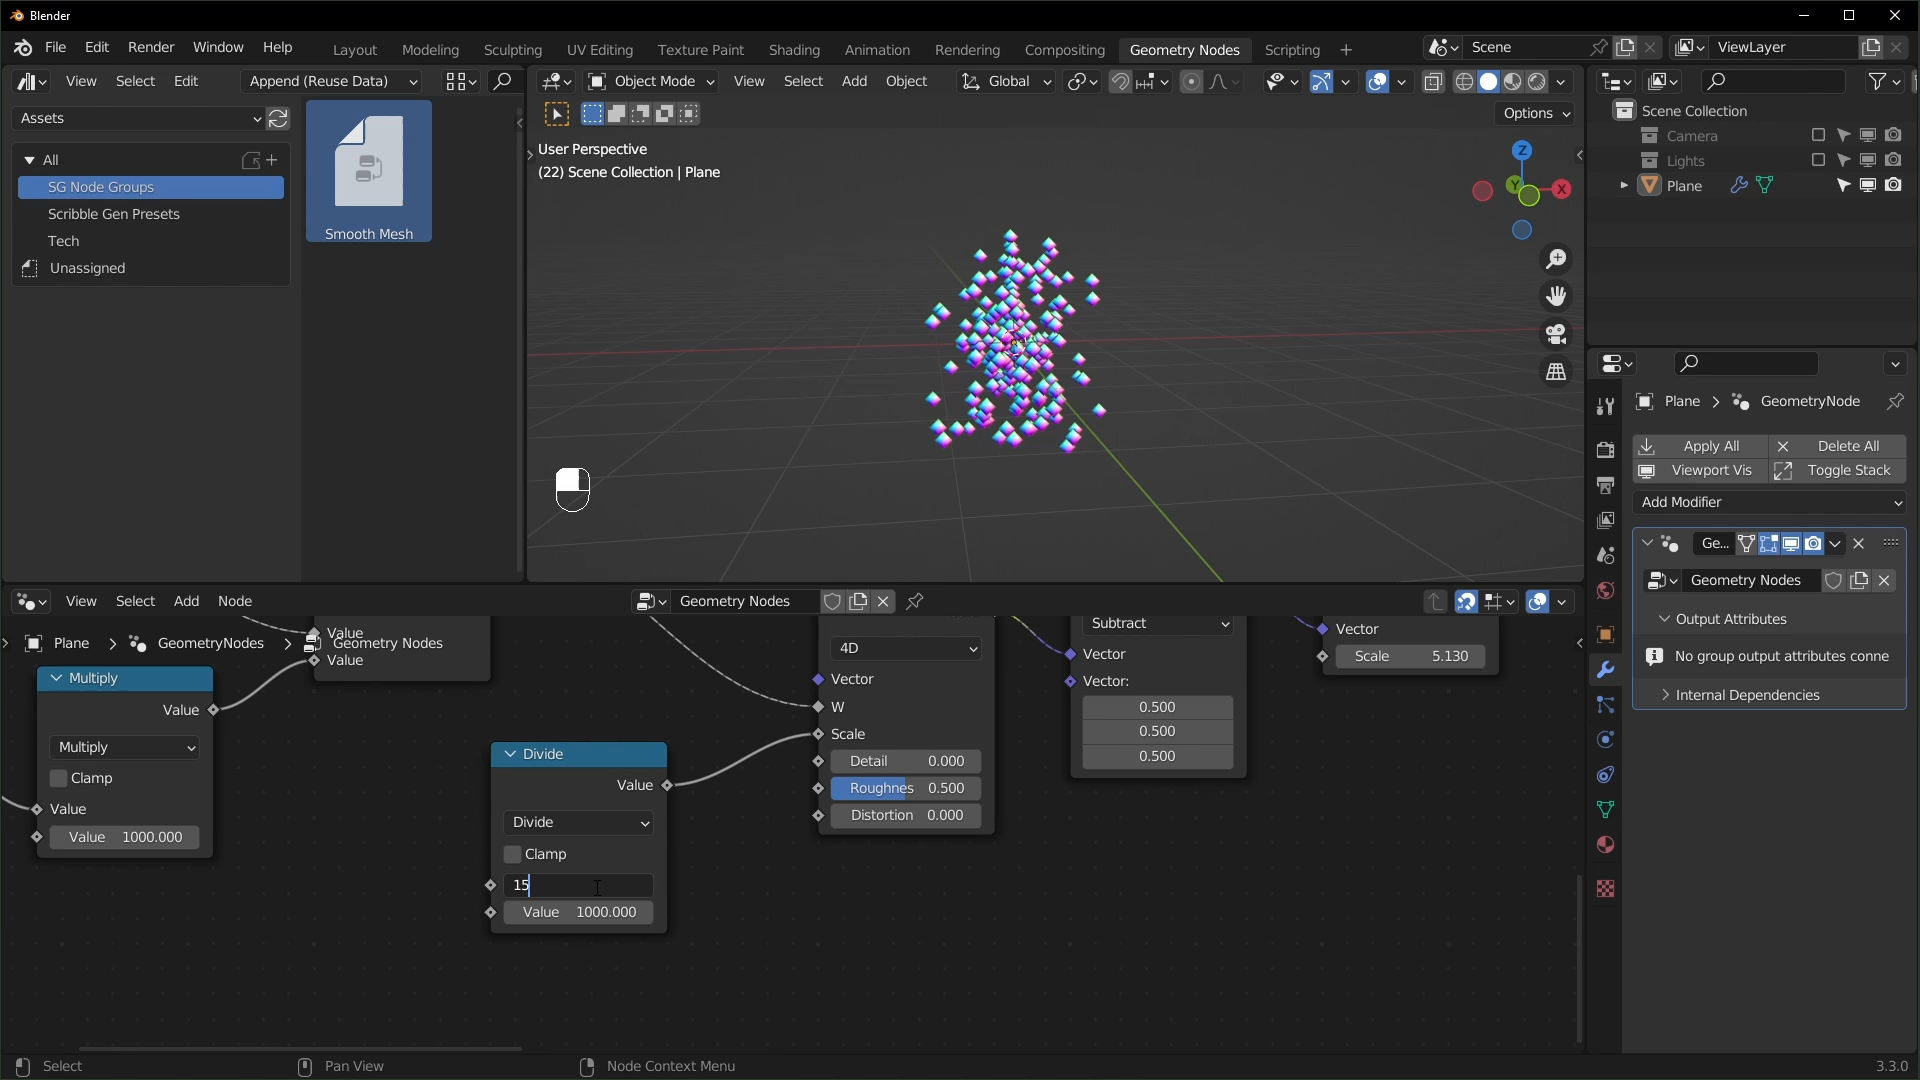 Blender
File Edit Render Window Help
Layout Modeling Sculpting UV Editing Texture Paint Shading Animation Rendering Compositing Geometry Nodes Scripting
Scene
ViewLayer
View Select Edit Append (Reuse Data)
Object Mode View Select Add Object Global
Options
Assets
All
SG Node Groups
Scribble Gen Presets
Tech
Unassigned
Smooth Mesh
User Perspective
(22) Scene Collection | Plane
Z
Y
X
Scene Collection
Camera
Lights
Plane
Plane GeometryNode
Apply All Delete All
Viewport Vis Toggle Stack
Add Modifier
Ge...
Geometry Nodes
Output Attributes
No group output attributes conne
Internal Dependencies
View Select Add Node
Geometry Nodes
Plane GeometryNodes Geometry Nodes
Value
Value
Multiply
Value
Multiply
Clamp
Value
Value 1000.000
Divide
Value
Divide
Clamp
15
Value 1000.000
4D
Vector
W
Scale
Detail 0.000
Roughnes 0.500
Distortion 0.000
Subtract
Vector
Vector:
0.500
0.500
0.500
Vector
Scale 5.130
Select Pan View Node Context Menu
3.3.0